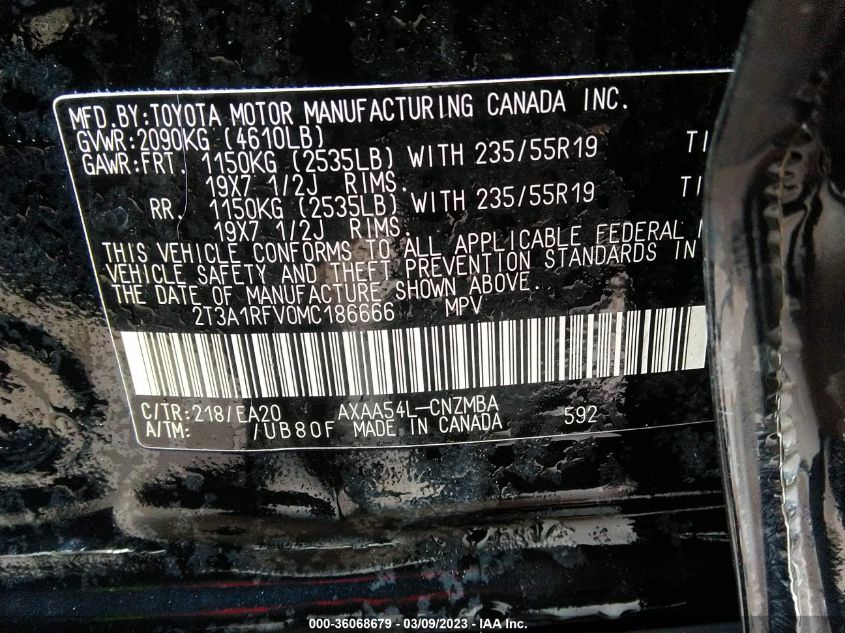 MFD.BY:TOYOTA MOTOR MANUFACTURING CANADA INC.
GVWR:2090KG (4610LB)
GAWR:FRT. 1150KG (2535LB) WITH 235/55R19 TI
19X7 1/2J RIMS.
RR. 1150KG (2535LB) WITH 235/55R19 TI
19X7 1/2J RIMS.
THIS VEHICLE CONFORMS TO ALL APPLICABLE FEDERAL
VEHICLE SAFETY AND THEFT PREVENTION STANDARDS IN
THE DATE OF MANUFACTURE SHOWN ABOVE.
2T3A1RFV0MC186666 MPV
C/TR:218/EA20 AXAA54L-CNZMBA 592
A/TM: /UB80F MADE IN CANADA
000-36068679 - 03/09/2023 - IAA Inc.